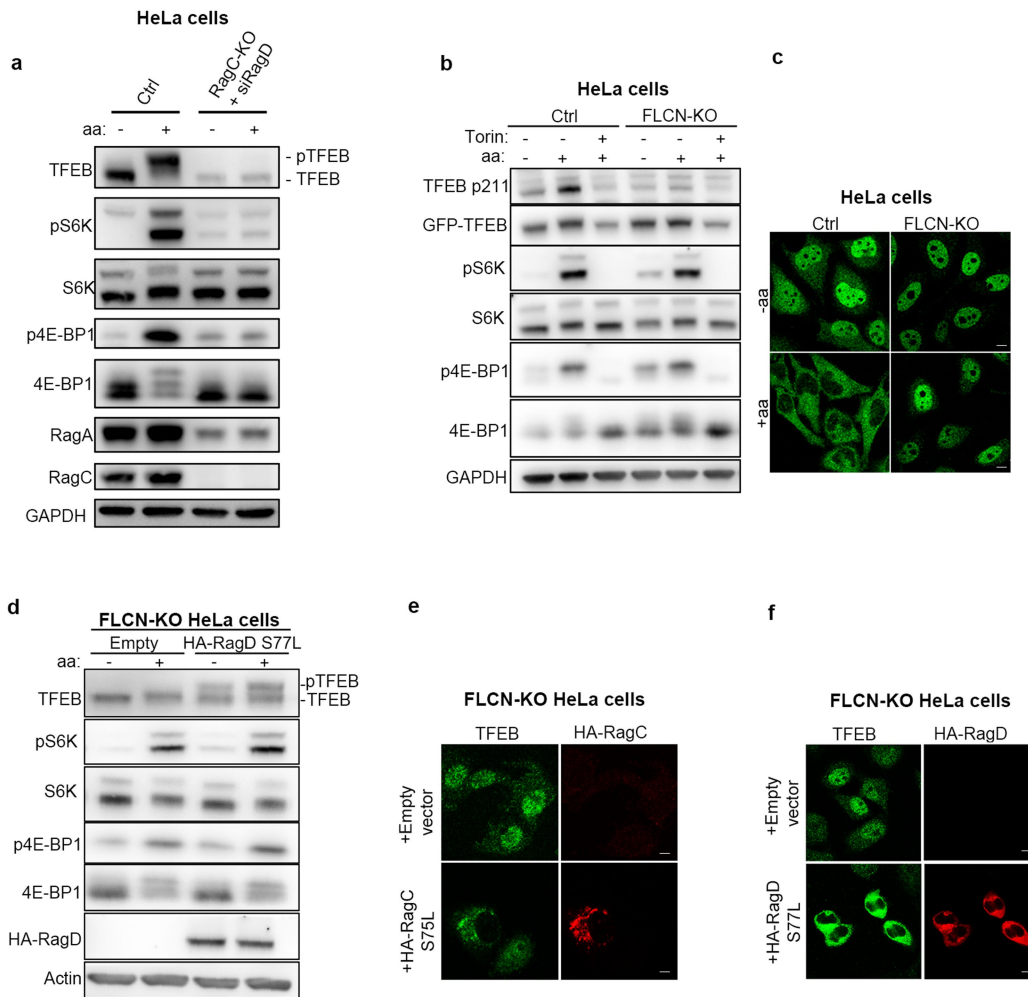 HeLa cells
a
Ctrl
RagC-KO
+ siRagD
aa: - + - +
TFEB
- pTFEB
- TFEB
pS6K
S6K
p4E-BP1
4E-BP1
RagA
RagC
GAPDH
b
HeLa cells
Ctrl FLCN-KO
Torin: - - + - - +
aa: - + + - + +
TFEB p211
GFP-TFEB
pS6K
S6K
p4E-BP1
4E-BP1
GAPDH
c
HeLa cells
Ctrl FLCN-KO
-aa
+aa
d
FLCN-KO HeLa cells
Empty HA-RagD S77L
aa: - + - +
TFEB
-pTFEB
-TFEB
pS6K
S6K
p4E-BP1
4E-BP1
HA-RagD
Actin
e
FLCN-KO HeLa cells
TFEB HA-RagC
+Empty
vector
+HA-RagC
S75L
f
FLCN-KO HeLa cells
TFEB HA-RagD
+Empty
vector
+HA-RagD
S77L